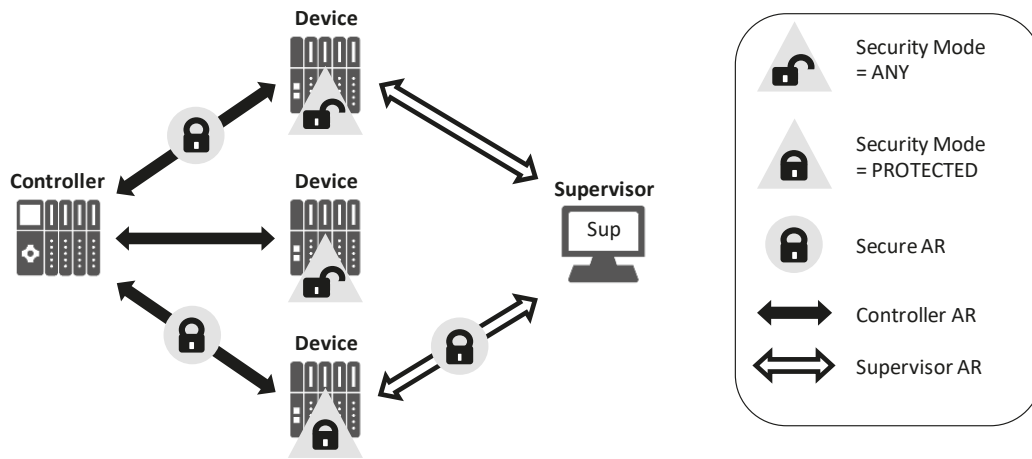 Device
Controller
Device
Supervisor
Sup
Device
Security Mode
= ANY
Security Mode
= PROTECTED
Secure AR
Controller AR
Supervisor AR